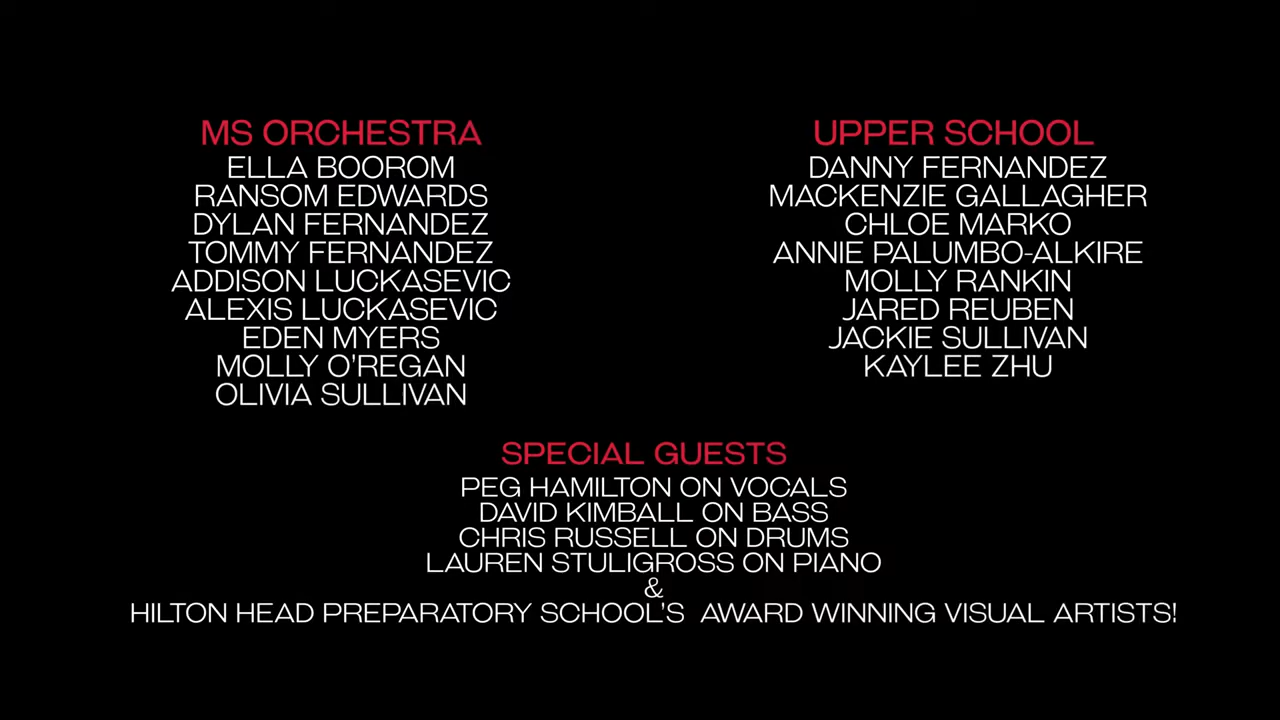 MS ORCHESTRA
ELLA BOOROM
RANSOM EDWARDS
DYLAN FERNANDEZ
TOMMY FERNANDEZ
ADDISON LUCKASEVIC
ALEXIS LUCKASEVIC
EDEN MYERS
MOLLY O'REGAN
OLIVIA SULLIVAN
UPPER SCHOOL
DANNY FERNANDEZ
MACKENZIE GALLAGHER
CHLOE MARKO
ANNIE PALUMBO-ALKIRE
MOLLY RANKIN
JARED REUBEN
JACKIE SULLIVAN
KAYLEE ZHU
SPECIAL GUESTS
PEG HAMILTON ON VOCALS
DAVID KIMBALL ON BASS
CHRIS RUSSELL ON DRUMS
LAUREN STULIGROSS ON PIANO
&
HILTON HEAD PREPARATORY SCHOOL'S  AWARD WINNING VISUAL ARTISTS!